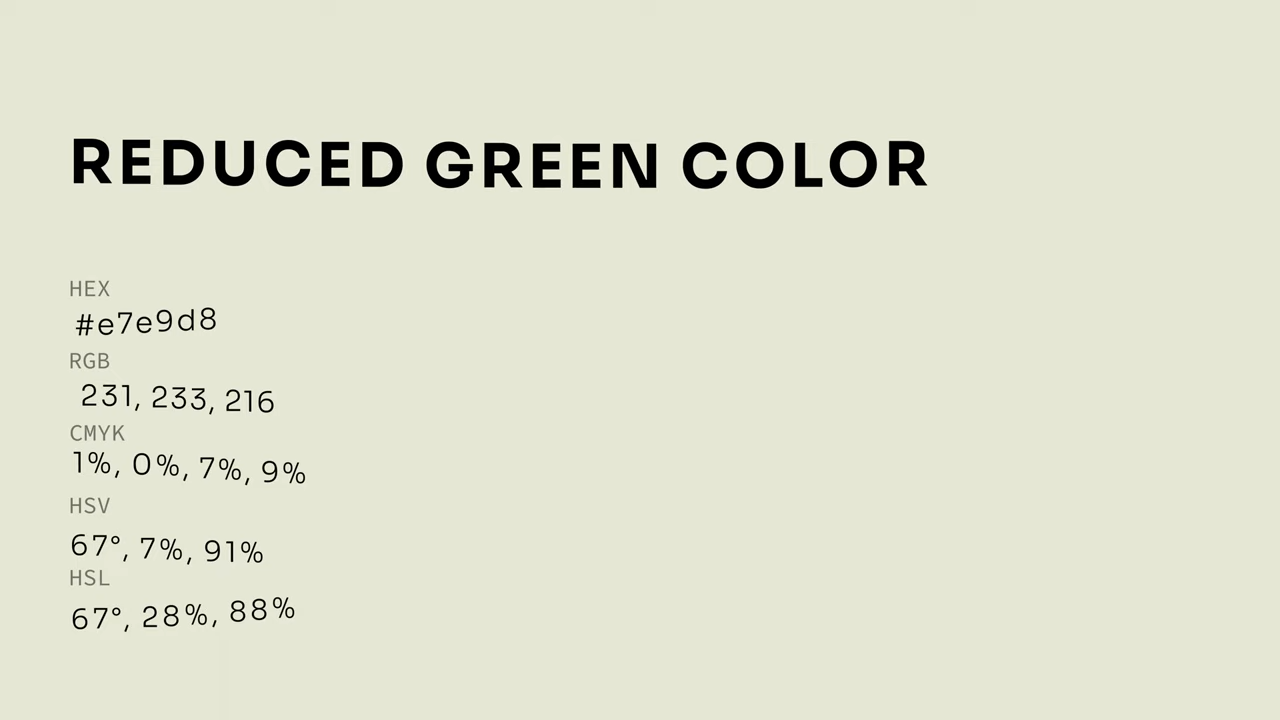 REDUCED GREEN COLOR
HEX
#e7e9d8
RGB
231, 233, 216
CMYK
1%, 0%, 7%, 9%
HSV
67°, 7%, 91%
HSL
67°, 28%, 88%